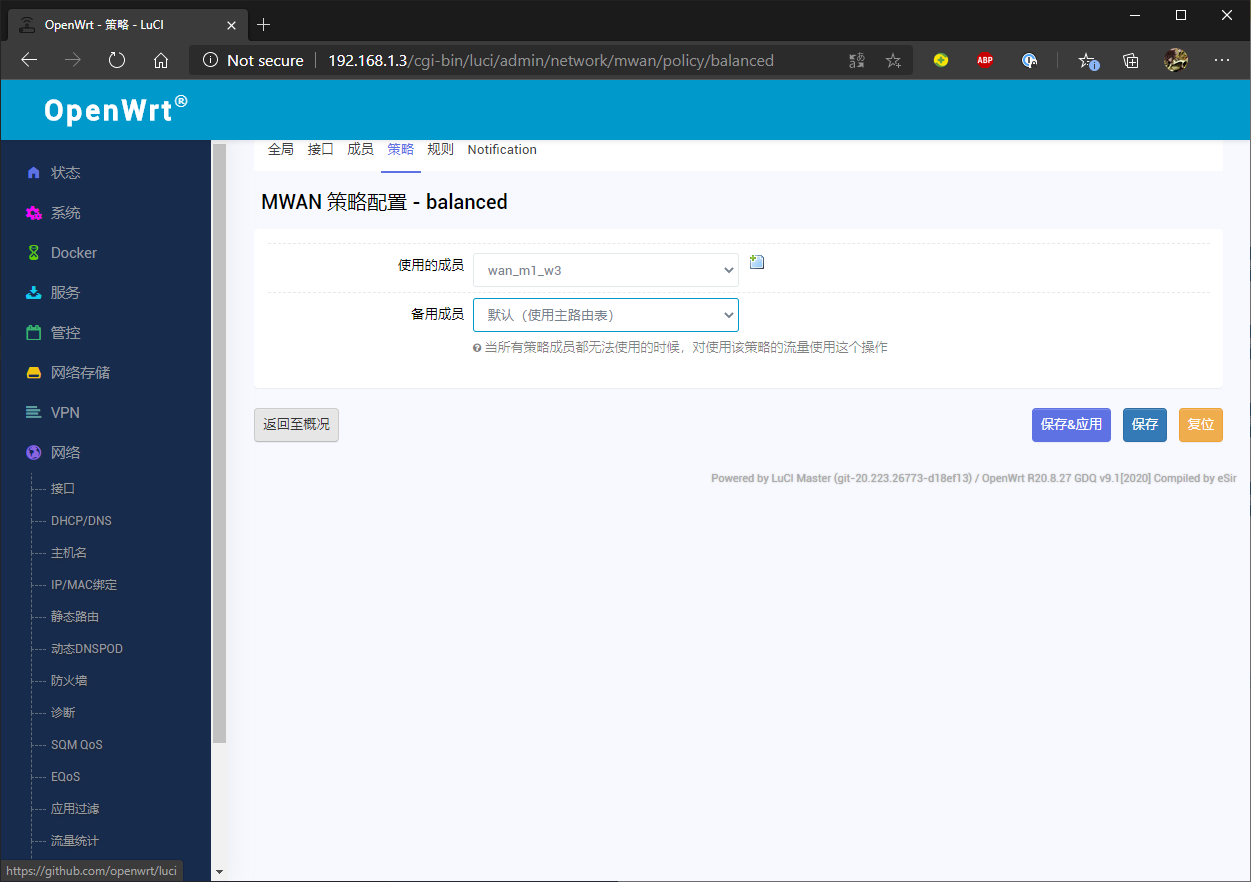 OpenWrt - 策略 - LuCI
Not secure 192.168.1.3/cgi-bin/luci/admin/network/mwan/policy/balanced
ABP
OpenWrt®
状态
系统
Docker
服务
管控
网络存储
VPN
网络
接口
DHCP/DNS
主机名
IP/MAC绑定
静态路由
动态DNSPOD
防火墙
诊断
SQM QoS
EQoS
应用过滤
流量统计
全局 接口 成员 策略 规则 Notification
MWAN 策略配置 - balanced
使用的成员 wan_m1_w3
备用成员 默认（使用主路由表）
当所有策略成员都无法使用的时候，对使用该策略的流量使用这个操作
返回至概况 保存&应用 保存 复位
Powered by LuCI Master (git-20.223.26773-d18ef13) / OpenWrt R20.8.27 GDQ v9.1[2020] Compiled by eSir
https://github.com/openwrt/luci